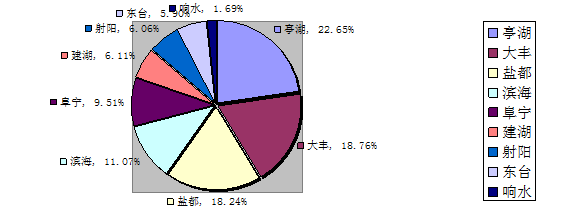 东台, 5.90%
响水, 1.69%
射阳, 6.06%
亭湖, 22.65%
建湖, 6.11%
阜宁, 9.51%
大丰, 18.76%
滨海, 11.07%
盐都, 18.24%
亭湖
大丰
盐都
滨海
阜宁
建湖
射阳
东台
响水